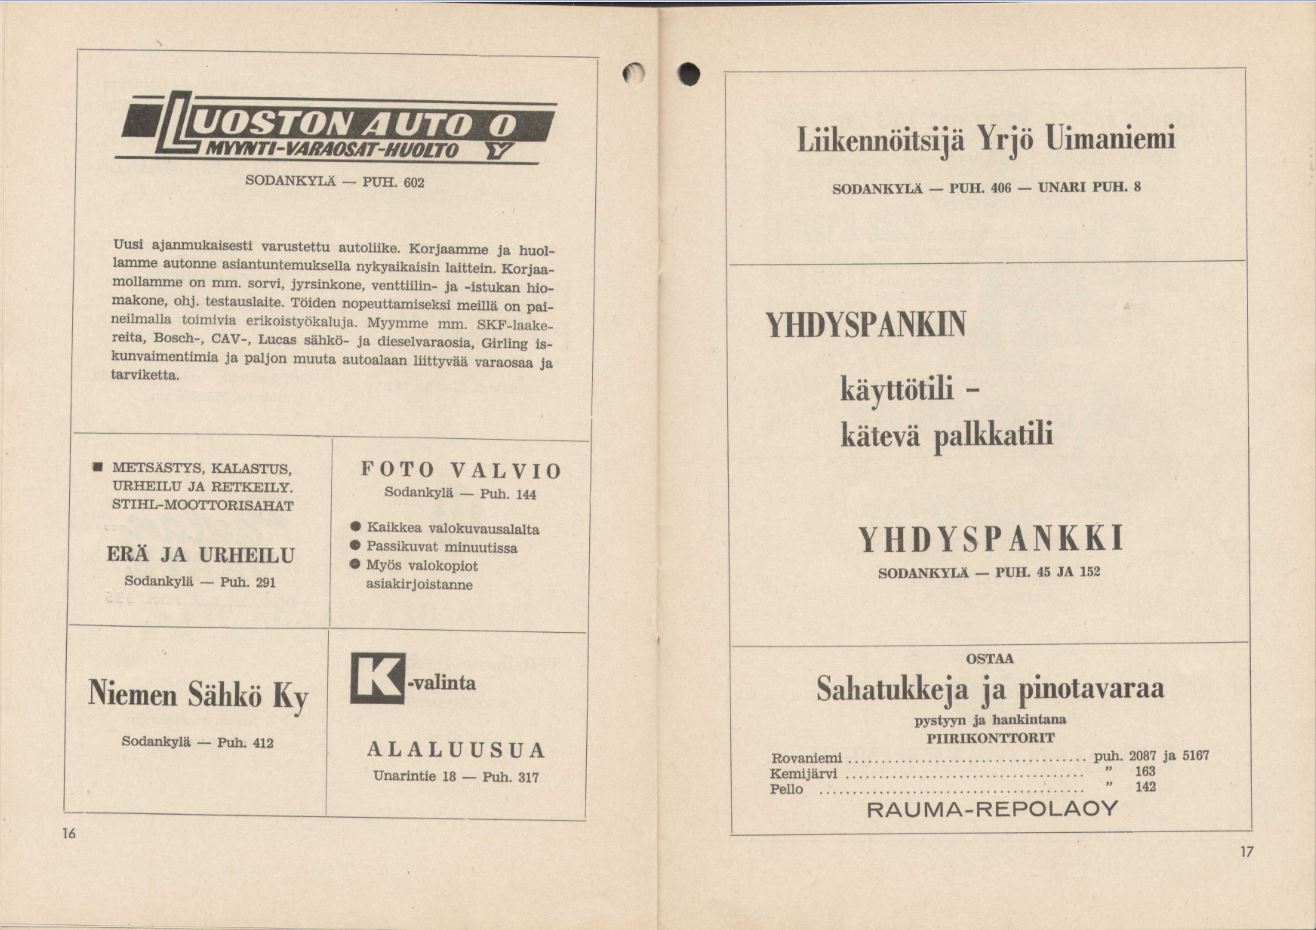 LUOSTON AUTO OY
MYYNTI-VARAOSAT-HUOLTO
SODANKYLÄ — PUH. 602
Uusi ajanmukaisesti varustettu autoliike. Korjaamme ja huol-
lamme autonne asiantuntemuksella nykyaikaisin laittein. Korjaa-
mollamme on mm. sorvi, jyrsinkone, venttiilin- ja -istukan hio-
makone, ohj. testauslaite. Töiden nopeuttamiseksi meillä on pai-
neilmalla toimivia erikoistyökaluja. Myymme mm. SKF-laake-
reita, Bosch-, CAV-, Lucas sähkö- ja dieselvaraosia, Girling is-
kunvaimentimia ja paljon muuta autoalaan liittyvää varaosaa ja
tarviketta.
■ METSÄSTYS, KALASTUS,
URHEILU JA RETKEILY.
STIHL-MOOTTORISAHAT
ERÄ JA URHEILU
Sodankylä — Puh. 291
FOTO VALVIO
Sodankylä — Puh. 144
● Kaikkea valokuvausalalta
● Passikuvat minuutissa
● Myös valokopiot
asiakirjoistanne
Niemen Sähkö Ky
Sodankylä — Puh. 412
K-valinta
ALALUUSUA
Unarintie 18 — Puh. 317
16
Liikennöitsijä Yrjö Uimaniemi
SODANKYLÄ — PUH. 406 — UNARI PUH. 8
YHDYSPANKIN
käyttötili –
kätevä palkkatili
YHDYSPANKKI
SODANKYLÄ — PUH. 45 JA 152
OSTAA
Sahatukkeja ja pinotavaraa
pystyyn ja hankintana
PIIRIKONTTORIT
Rovaniemi ................................... puh. 2087 ja 5167
Kemijärvi ................................... " 163
Pello ....................................... " 142
RAUMA-REPOLA OY
17